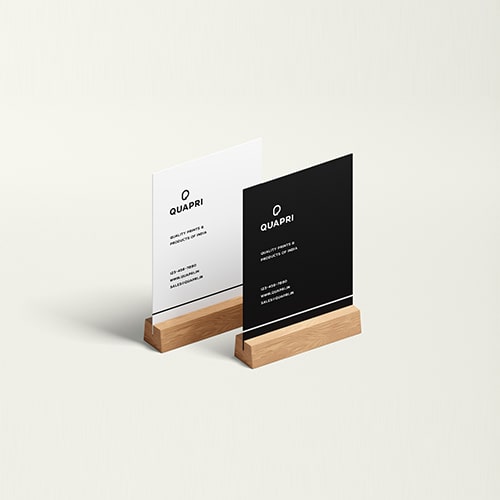 QUAPRI
QUALITY PRINTS &
PRODUCTS OF INDIA
123-456-7890
WWW.QUAPRI.IN
SALES@QUAPRI.IN
QUAPRI
QUALITY PRINTS &
PRODUCTS OF INDIA
123-456-7890
WWW.QUAPRI.IN
SALES@QUAPRI.IN